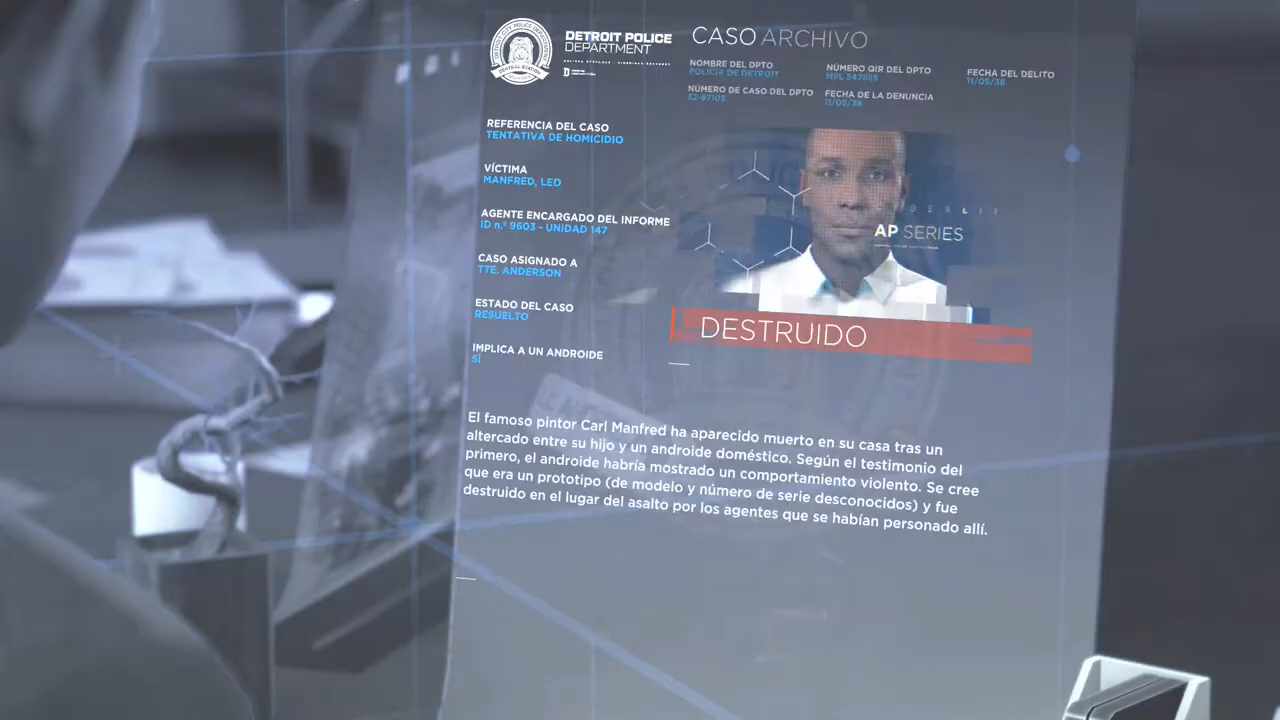 DETROIT POLICE
DEPARTMENT
CASO ARCHIVO
NOMBRE DEL DPTO
POLICÍA DE DETROIT
NÚMERO QIR DEL DPTO
FECHA DEL DELITO
11/05/38
NÚMERO DE CASO DEL DPTO
FECHA DE LA DENUNCIA
11/05/38
REFERENCIA DEL CASO
TENTATIVA DE HOMICIDIO
VÍCTIMA
MANFRED, LEO
AGENTE ENCARGADO DEL INFORME
ID n.º 9603 - UNIDAD 147
CASO ASIGNADO A
TTE. ANDERSON
ESTADO DEL CASO
RESUELTO
IMPLICA A UN ANDROIDE
SÍ
AP SERIES
DESTRUIDO
El famoso pintor Carl Manfred ha aparecido muerto en su casa tras un
altercado entre su hijo y un androide doméstico. Según el testimonio del
primero, el androide habría mostrado un comportamiento violento. Se cree
que era un prototipo (de modelo y número de serie desconocidos) y fue
destruido en el lugar del asalto por los agentes que se habían personado allí.